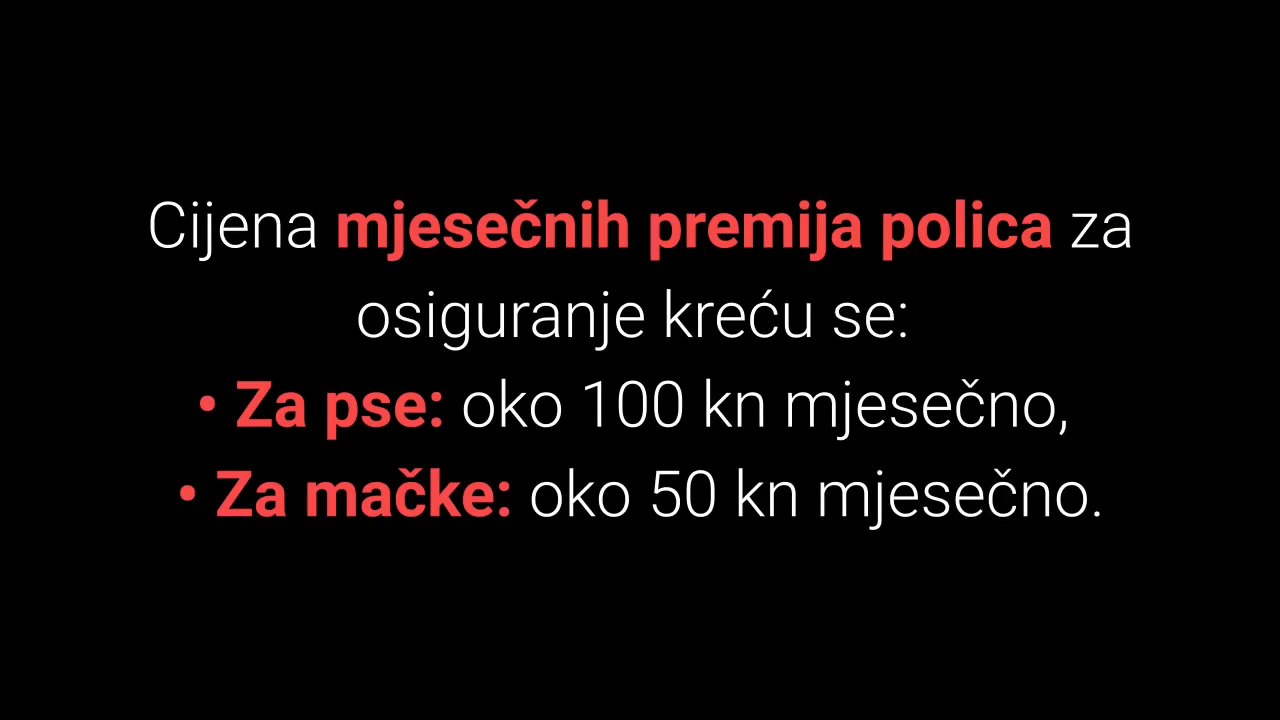 Cijena mjesečnih premija polica za
osiguranje kreću se:
• Za pse: oko 100 kn mjesečno,
• Za mačke: oko 50 kn mjesečno.